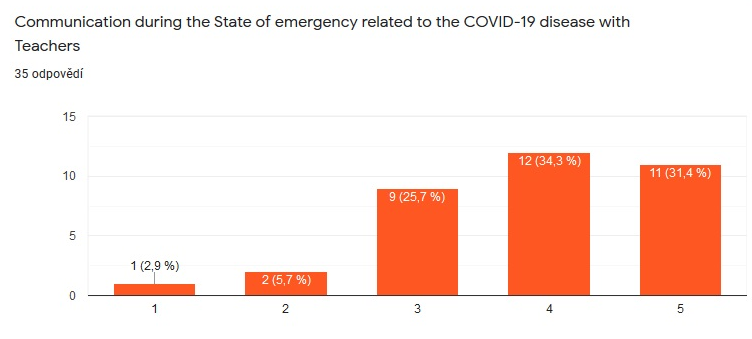 Communication during the State of emergency related to the COVID-19 disease with
Teachers
35 odpovědí
15
10
5
0
1 (2,9 %)
2 (5,7 %)
9 (25,7 %)
12 (34,3 %)
11 (31,4 %)
1
2
3
4
5